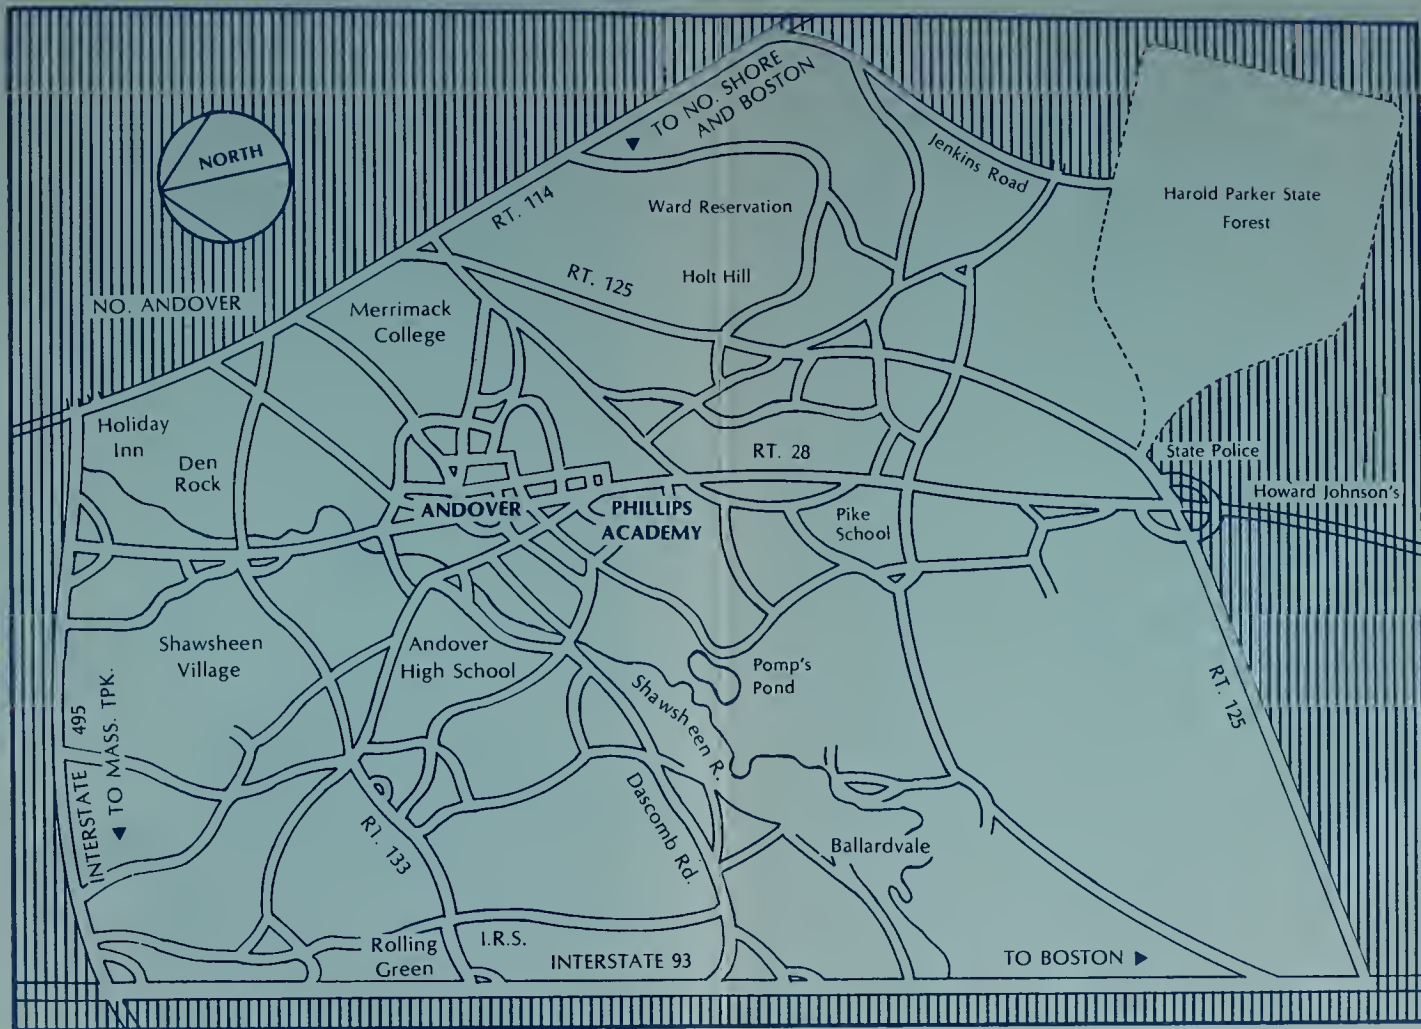 TO NO. SHORE
AND BOSTON
Jenkins Road
NORTH
Harold Parker State
Forest
RT. 114
Ward Reservation
RT. 125
Holt Hill
NO. ANDOVER
Merrimack
College
Holiday
Inn
Den
Rock
RT. 28
State Police
Howard Johnson's
ANDOVER
PHILLIPS
ACADEMY
Pike
School
Shawsheen
Village
Andover
High School
Pomp's
Pond
Shawsheen R.
RT. 125
INTERSTATE 495
TO MASS. TPK.
Dascomb Rd.
Rt. 133
Ballardvale
Rolling
Green
I.R.S.
INTERSTATE 93
TO BOSTON